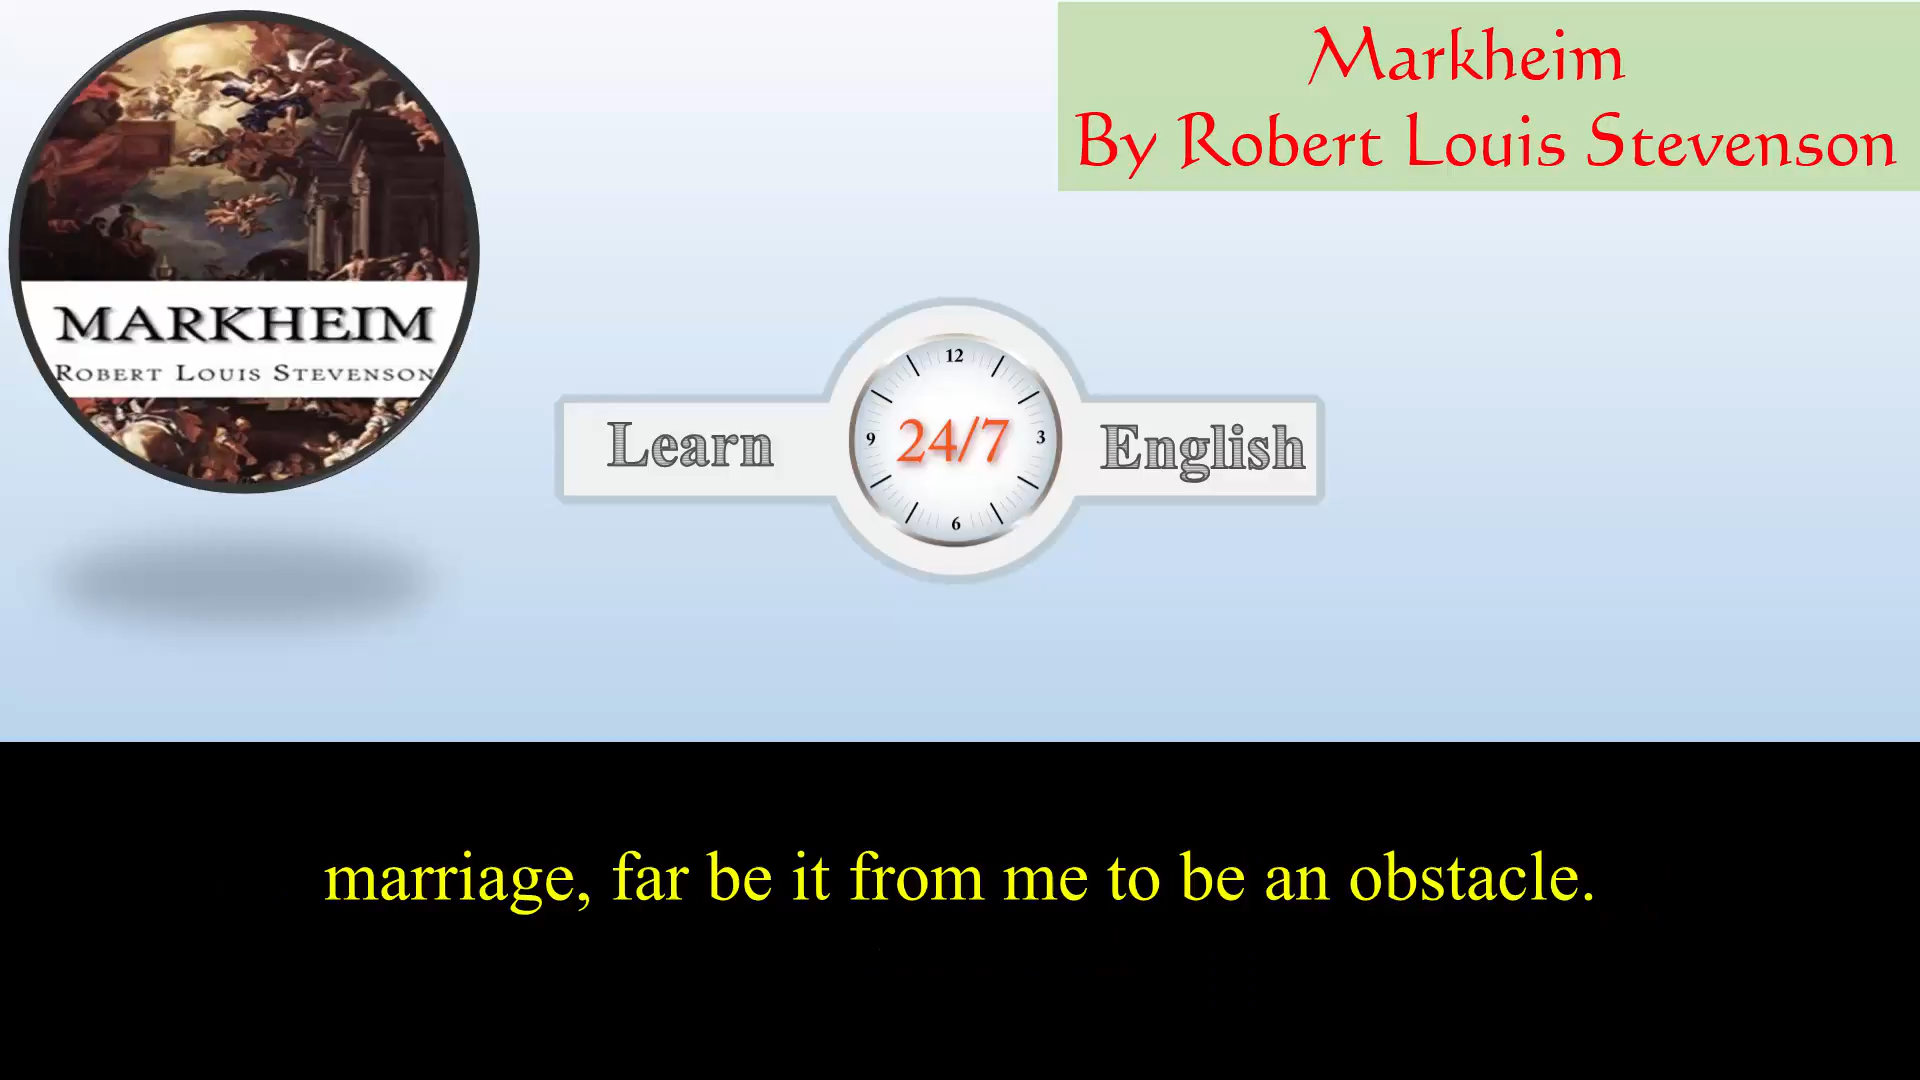 Markheim
By Robert Louis Stevenson
MARKHEIM
ROBERT LOUIS STEVENSON
Learn
24/7
English
12
3
6
9
marriage, far be it from me to be an obstacle.